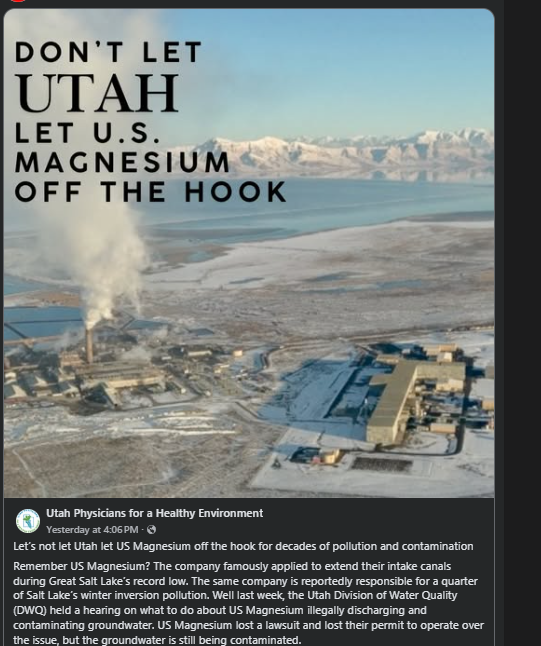 DON'T LET
UTAH
LET U.S.
MAGNESIUM
OFF THE HOOK
Utah Physicians for a Healthy Environment
Yesterday at 4:06 PM ·
Let's not let Utah let US Magnesium off the hook for decades of pollution and contamination
Remember US Magnesium? The company famously applied to extend their intake canals
during Great Salt Lake's record low. The same company is reportedly responsible for a quarter
of Salt Lake's winter inversion pollution. Well last week, the Utah Division of Water Quality
(DWQ) held a hearing on what to do about US Magnesium illegally discharging and
contaminating groundwater. US Magnesium lost a lawsuit and lost their permit to operate over
the issue, but the groundwater is still being contaminated.